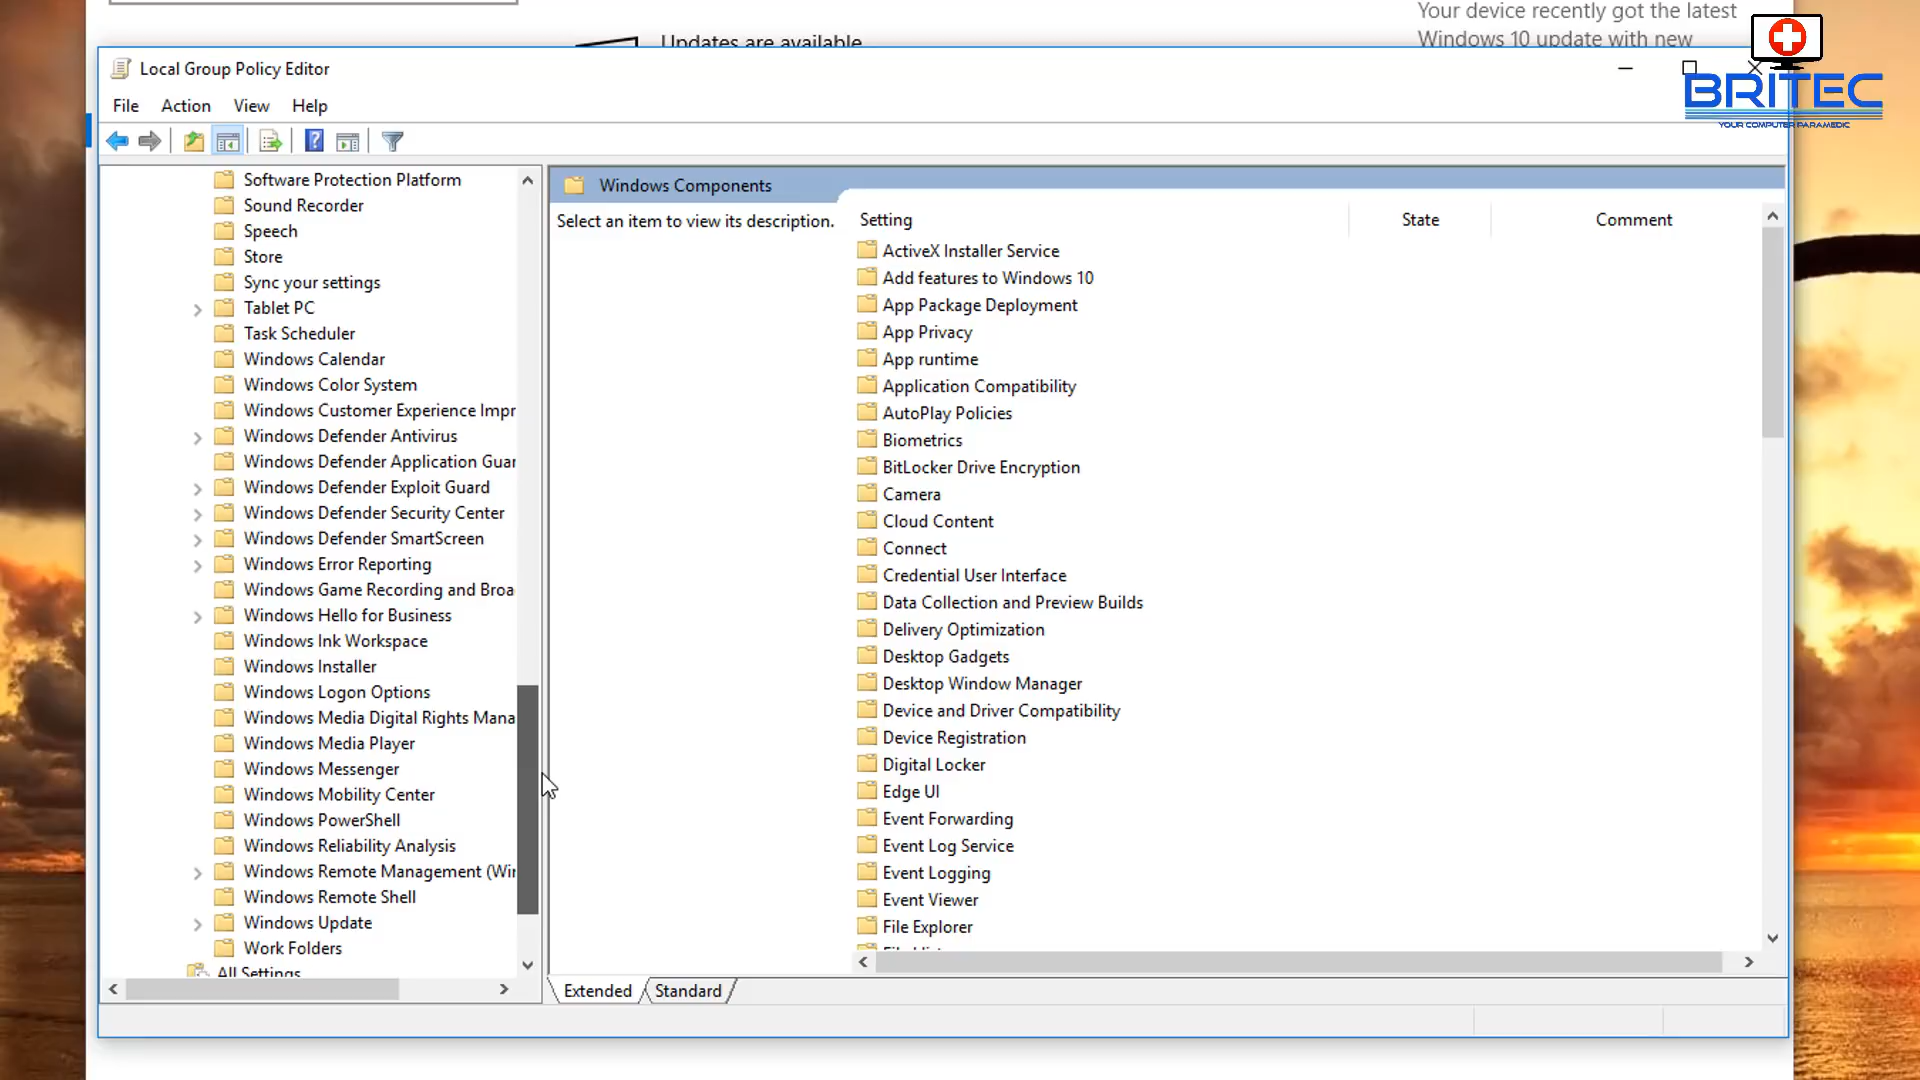 Your device recently got the latest
Windows 10 update with new
Updates are available
BRITEC
YOUR COMPUTER PARAMEDIC
Local Group Policy Editor
File Action View Help
Software Protection Platform
Sound Recorder
Speech
Store
Sync your settings
Tablet PC
Task Scheduler
Windows Calendar
Windows Color System
Windows Customer Experience Impr
Windows Defender Antivirus
Windows Defender Application Guar
Windows Defender Exploit Guard
Windows Defender Security Center
Windows Defender SmartScreen
Windows Error Reporting
Windows Game Recording and Broa
Windows Hello for Business
Windows Ink Workspace
Windows Installer
Windows Logon Options
Windows Media Digital Rights Mana
Windows Media Player
Windows Messenger
Windows Mobility Center
Windows PowerShell
Windows Reliability Analysis
Windows Remote Management (Wir
Windows Remote Shell
Windows Update
Work Folders
All Settings
Windows Components
Select an item to view its description.
Setting State Comment
ActiveX Installer Service
Add features to Windows 10
App Package Deployment
App Privacy
App runtime
Application Compatibility
AutoPlay Policies
Biometrics
BitLocker Drive Encryption
Camera
Cloud Content
Connect
Credential User Interface
Data Collection and Preview Builds
Delivery Optimization
Desktop Gadgets
Desktop Window Manager
Device and Driver Compatibility
Device Registration
Digital Locker
Edge UI
Event Forwarding
Event Log Service
Event Logging
Event Viewer
File Explorer
Extended Standard